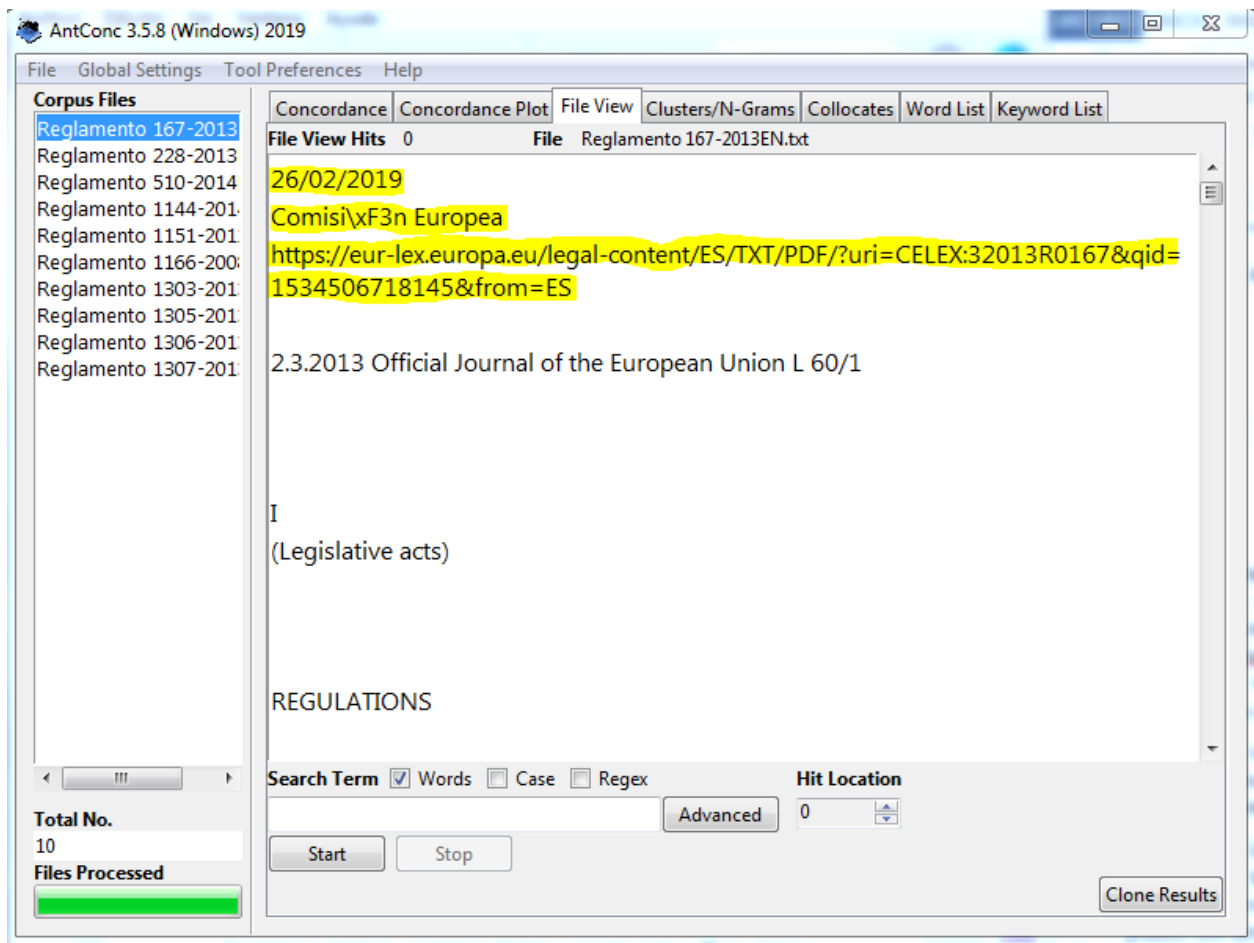 AntConc 3.5.8 (Windows) 2019
File Global Settings Tool Preferences Help
Corpus Files
Reglamento 167-2013
Reglamento 228-2013
Reglamento 510-2014
Reglamento 1144-201
Reglamento 1151-201
Reglamento 1166-200
Reglamento 1303-201
Reglamento 1305-201
Reglamento 1306-201
Reglamento 1307-201
Total No.
10
Files Processed
Concordance Concordance Plot File View Clusters/N-Grams Collocates Word List Keyword List
File View Hits 0 File Reglamento 167-2013EN.txt
26/02/2019
Comisi\xF3n Europea
https://eur-lex.europa.eu/legal-content/ES/TXT/PDF/?uri=CELEX:32013R0167&qid=
1534506718145&from=ES
2.3.2013 Official Journal of the European Union L 60/1
I
(Legislative acts)
REGULATIONS
Search Term Words Case Regex Hit Location
Advanced 0
Start Stop
Clone Results